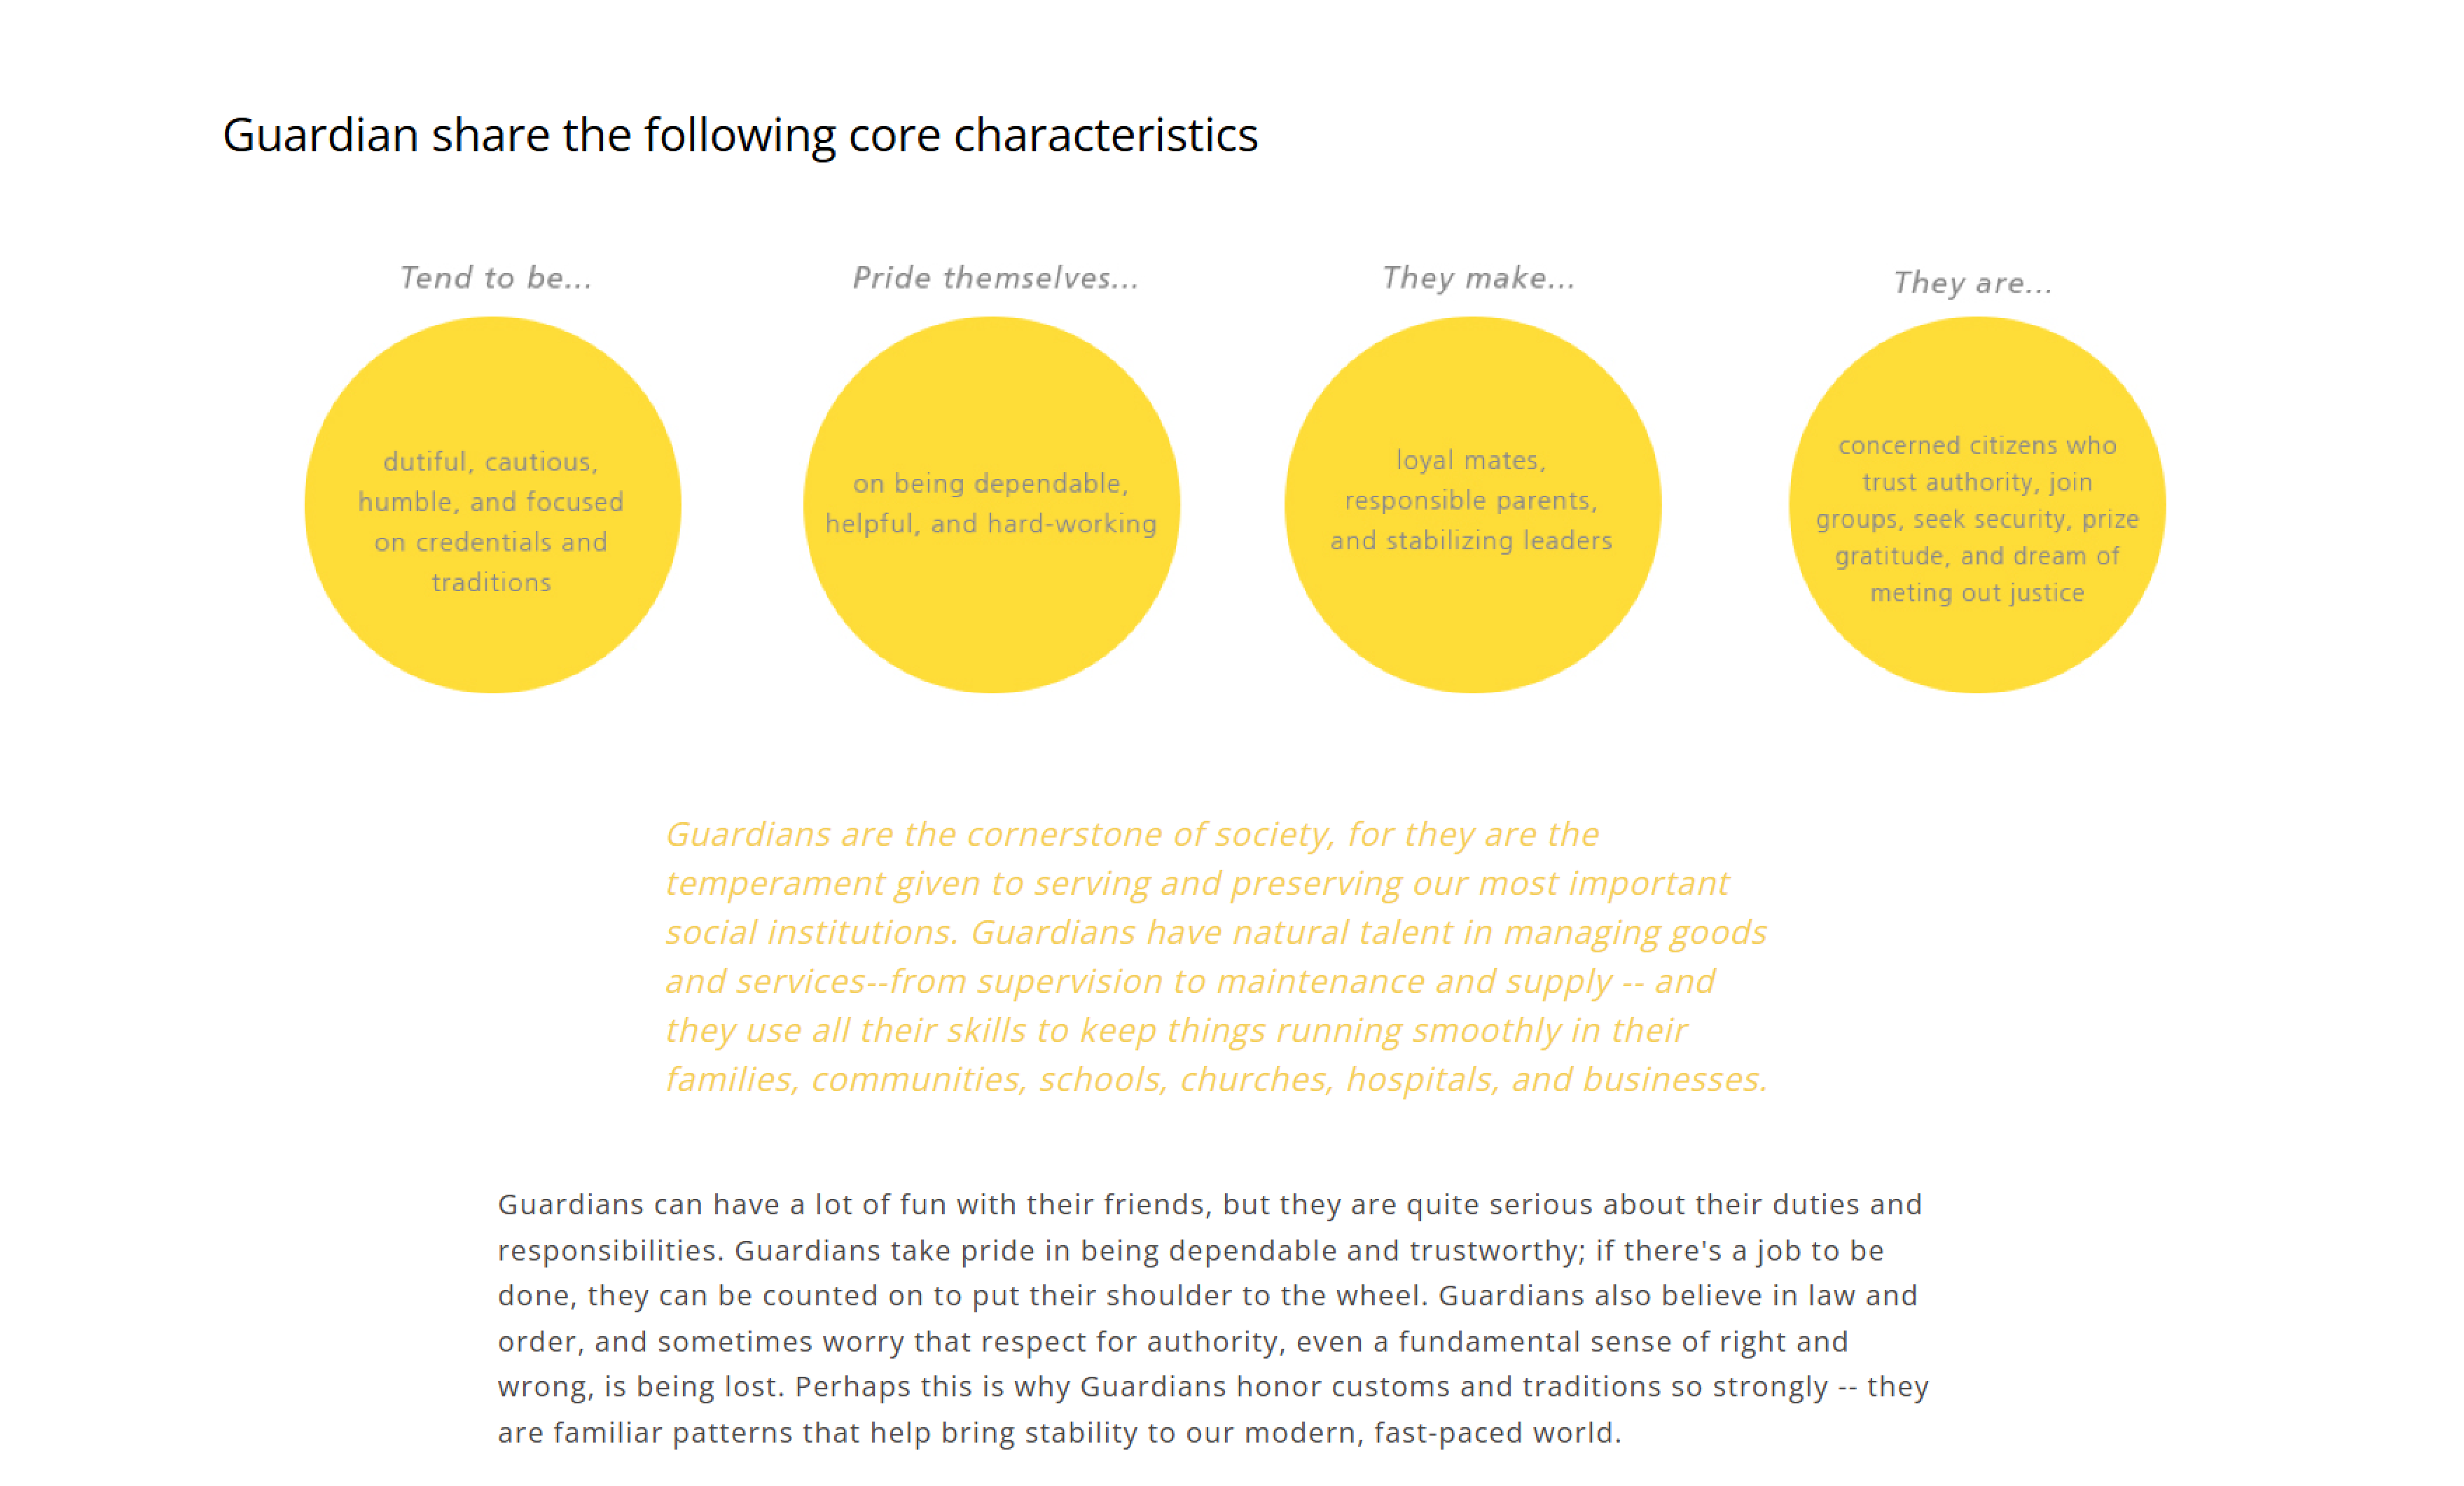 Guardian share the following core characteristics
Tend to be...
dutiful, cautious,
humble, and focused
on credentials and
traditions
Pride themselves...
on being dependable,
helpful, and hard-working
They make...
loyal mates,
responsible parents,
and stabilizing leaders
They are...
concerned citizens who
trust authority, join
groups, seek security, prize
gratitude, and dream of
meting out justice
Guardians are the cornerstone of society, for they are the
temperament given to serving and preserving our most important
social institutions. Guardians have natural talent in managing goods
and services--from supervision to maintenance and supply -- and
they use all their skills to keep things running smoothly in their
families, communities, schools, churches, hospitals, and businesses.
Guardians can have a lot of fun with their friends, but they are quite serious about their duties and
responsibilities. Guardians take pride in being dependable and trustworthy; if there's a job to be
done, they can be counted on to put their shoulder to the wheel. Guardians also believe in law and
order, and sometimes worry that respect for authority, even a fundamental sense of right and
wrong, is being lost. Perhaps this is why Guardians honor customs and traditions so strongly -- they
are familiar patterns that help bring stability to our modern, fast-paced world.